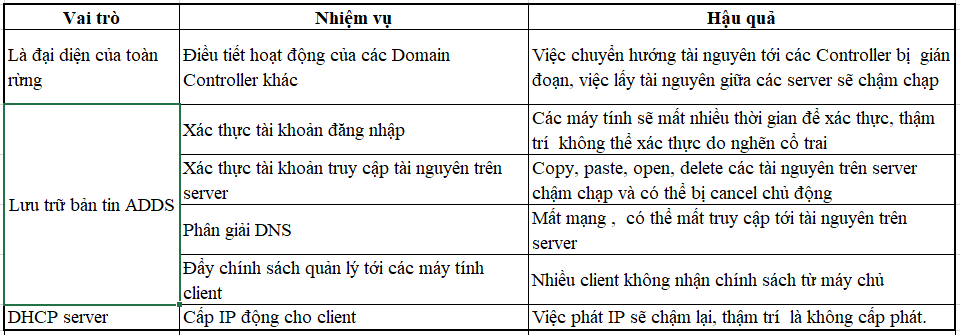 Vai trò
Nhiệm vụ
Hậu quả
Là đại diện của toàn
rừng
Điều tiết hoạt động của các Domain
Controller khác
Việc chuyển hướng tài nguyên tới các Controller bị gián
đoạn, việc lấy tài nguyên giữa các server sẽ chậm chạp
Lưu trữ bản tin ADDS
Xác thực tài khoản đăng nhập
Các máy tính sẽ mất nhiều thời gian để xác thực, thậm
trí không thể xác thực do nghẽn cổ trai
Xác thực tài khoản truy cập tài nguyên trên
server
Copy, paste, open, delete các tài nguyên trên server
chậm chạp và có thể bị cancel chủ động
Phân giải DNS
Mất mạng , có thể mất truy cập tới tài nguyên trên
server
Đẩy chính sách quản lý tới các máy tính
client
Nhiều client không nhận chính sách từ máy chủ
DHCP server
Cấp IP động cho client
Việc phát IP sẽ chậm lại, thậm trí là không cấp phát.